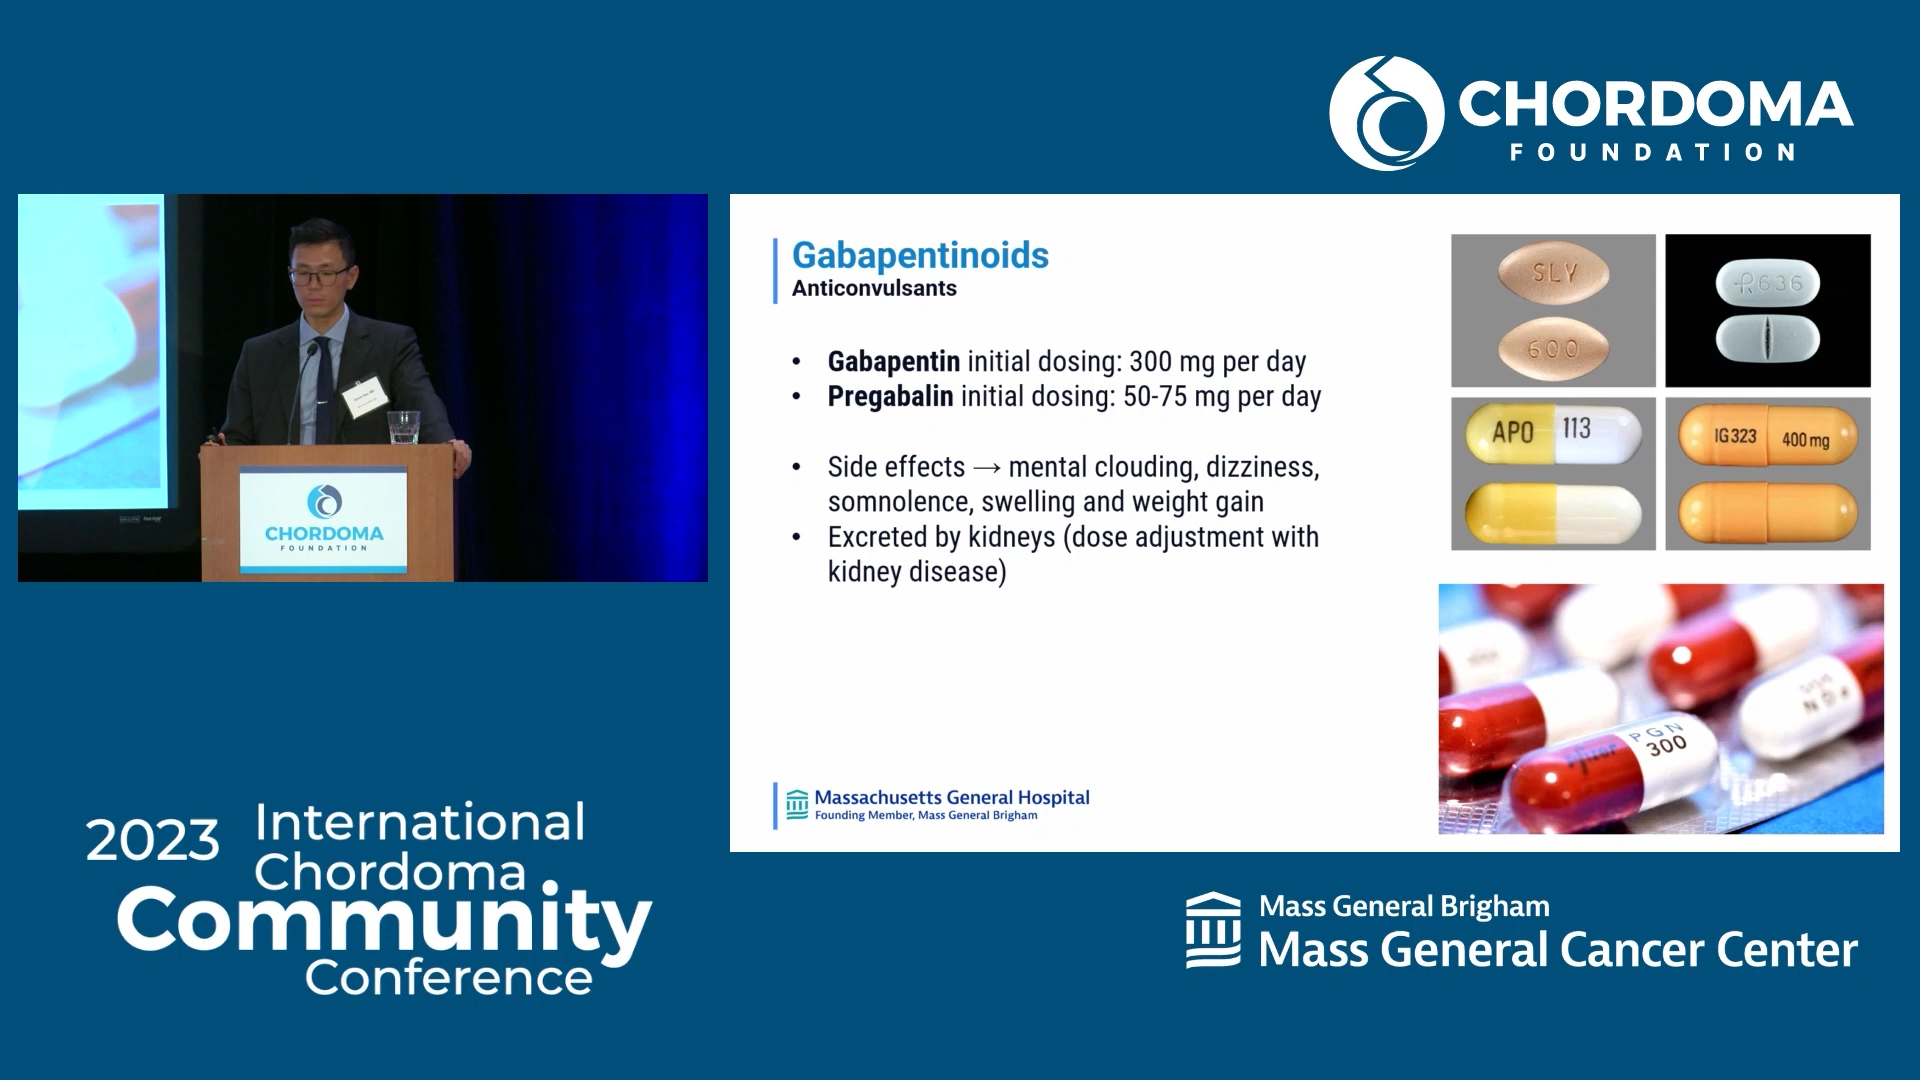 CHORDOMA
FOUNDATION
CHORDOMA
FOUNDATION
Gabapentinoids
Anticonvulsants
• Gabapentin initial dosing: 300 mg per day
• Pregabalin initial dosing: 50-75 mg per day
• Side effects → mental clouding, dizziness,
somnolence, swelling and weight gain
• Excreted by kidneys (dose adjustment with
kidney disease)
SLY
600
R636
APO 113
IG323 400 mg
Pfizer
PGN
300
Massachusetts General Hospital
Founding Member, Mass General Brigham
2023 International
Chordoma
Community
Conference
Mass General Brigham
Mass General Cancer Center